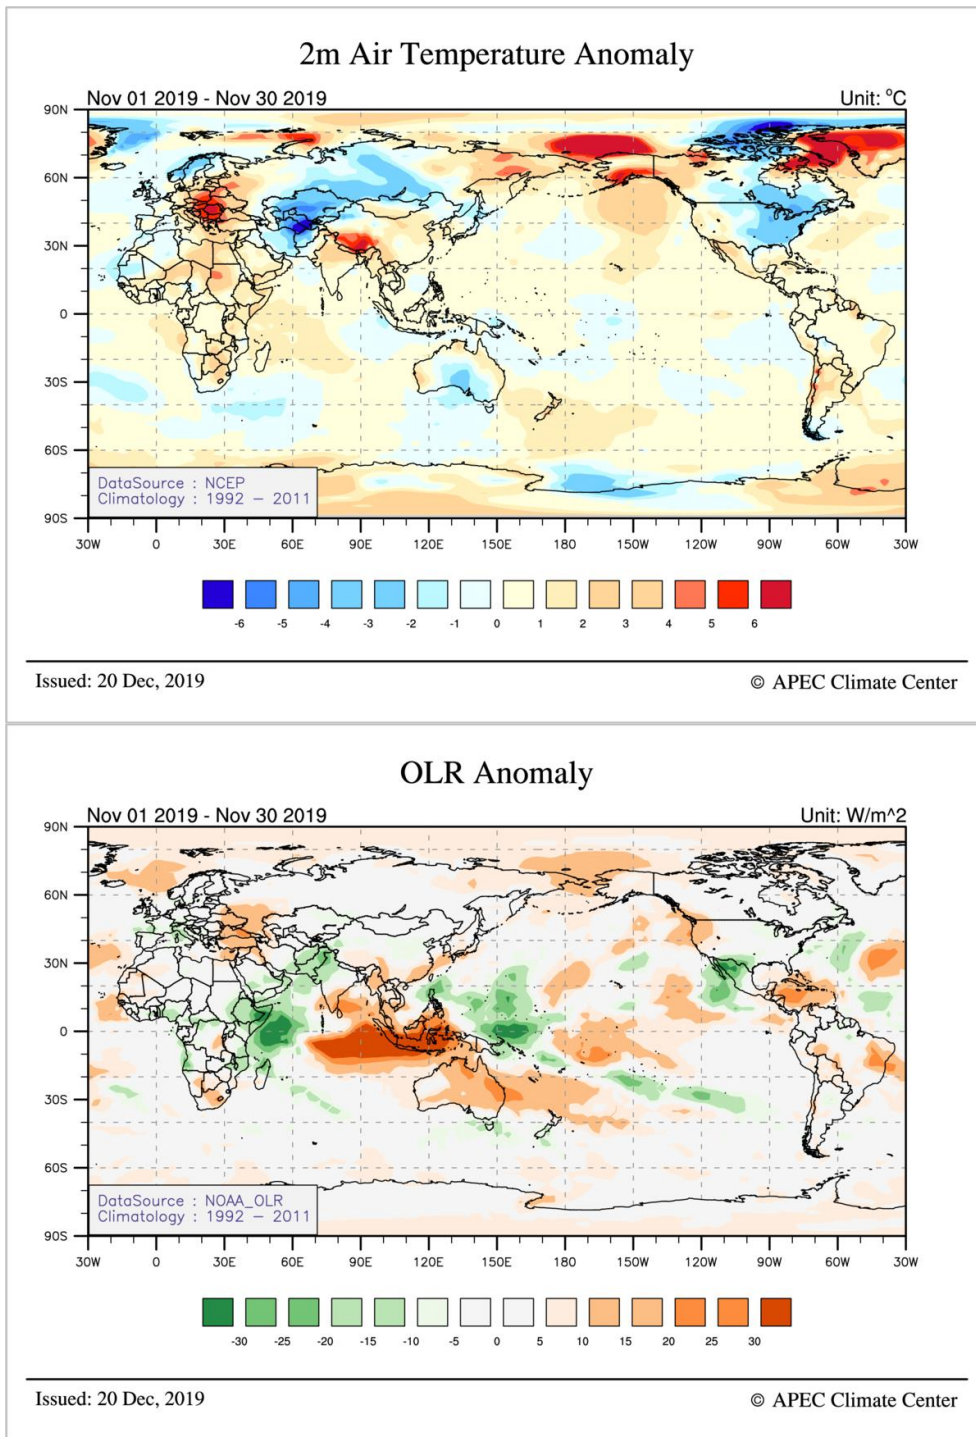 2m Air Temperature Anomaly
Nov 01 2019 - Nov 30 2019 Unit: °C
90N
60N
30N
0
30S
60S
90S
DataSource : NCEP
Climatology : 1992 – 2011
30W 0 30E 60E 90E 120E 150E 180 150W 120W 90W 60W 30W
-6 -5 -4 -3 -2 -1 0 1 2 3 4 5 6
Issued: 20 Dec, 2019 © APEC Climate Center
OLR Anomaly
Nov 01 2019 - Nov 30 2019 Unit: W/m^2
90N
60N
30N
0
30S
60S
90S
DataSource : NOAA_OLR
Climatology : 1992 – 2011
30W 0 30E 60E 90E 120E 150E 180 150W 120W 90W 60W 30W
-30 -25 -20 -15 -10 -5 0 5 10 15 20 25 30
Issued: 20 Dec, 2019 © APEC Climate Center